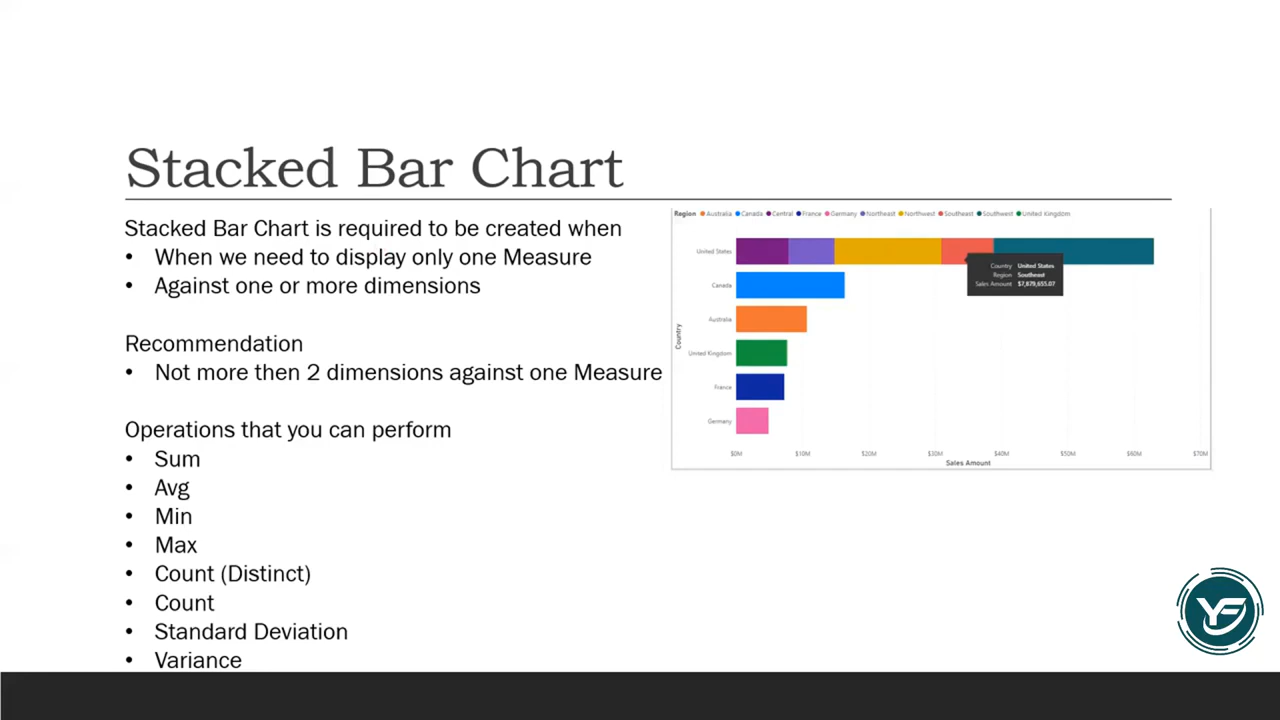 Stacked Bar Chart
Stacked Bar Chart is required to be created when
• When we need to display only one Measure
• Against one or more dimensions
Recommendation
• Not more then 2 dimensions against one Measure
Operations that you can perform
• Sum
• Avg
• Min
• Max
• Count (Distinct)
• Count
• Standard Deviation
• Variance
Region Australia Canada Central France Germany Northeast Northwest Southeast Southwest United Kingdom
United States
Country United States
Region Southeast
Sales Amount $7,879,655.07
Canada
Australia
United Kingdom
France
Germany
Country
$0M $10M $20M $30M $40M $50M $60M $70M
Sales Amount
YF